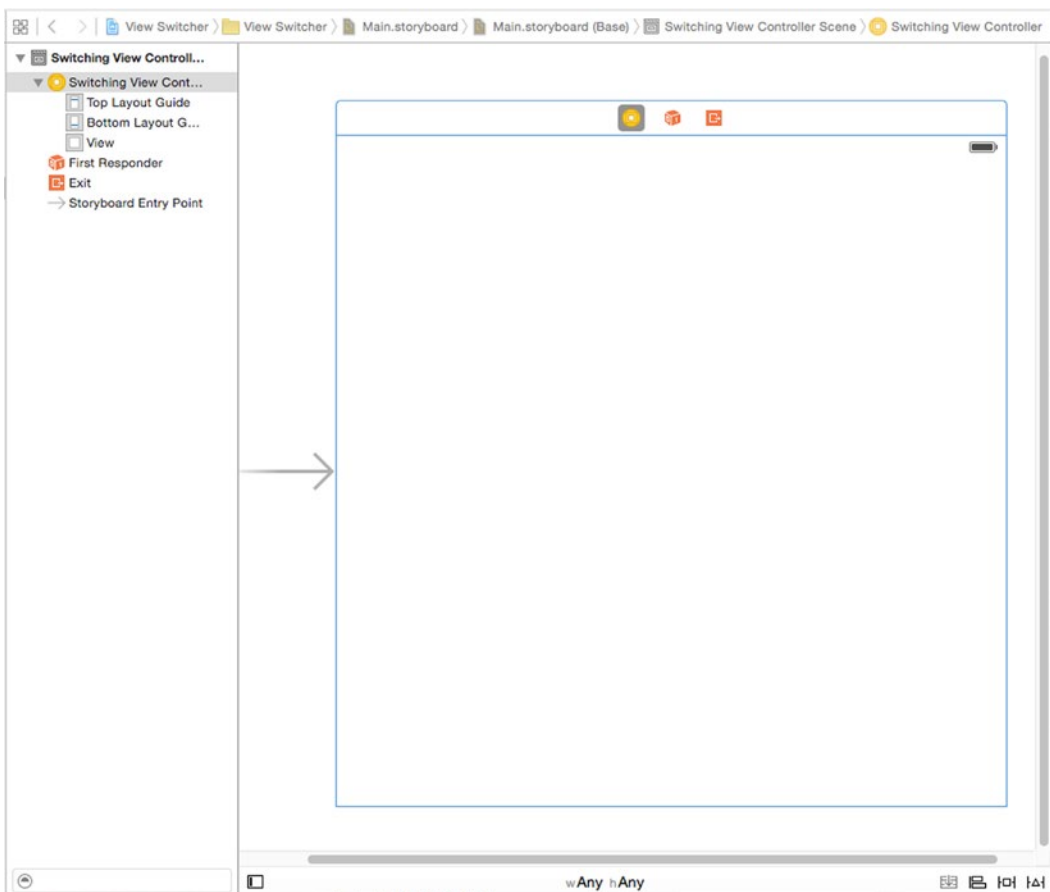 View Switcher View Switcher Main.storyboard Main.storyboard (Base) Switching View Controller Scene Switching View Controller
Switching View Controll...
Switching View Cont...
Top Layout Guide
Bottom Layout G...
View
First Responder
Exit
Storyboard Entry Point
wAny hAny